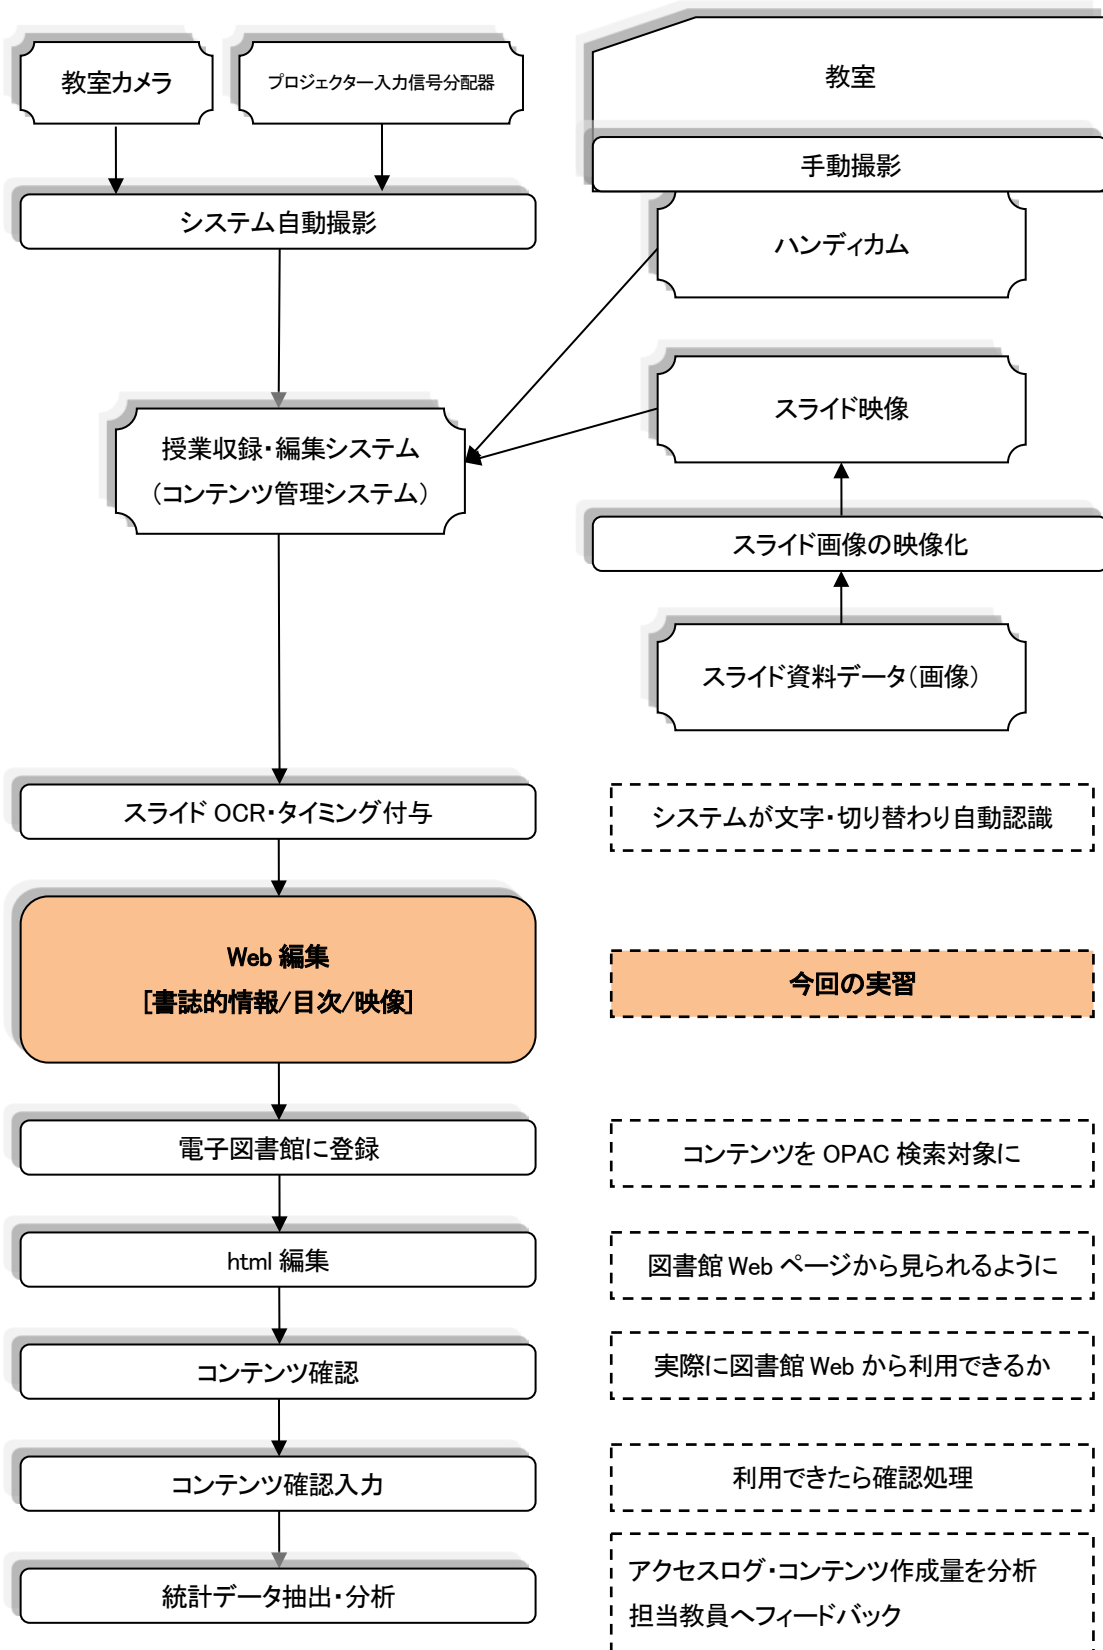 教室カメラ
プロジェクター入力信号分配器
教室
手動撮影
システム自動撮影
ハンディカム
スライド映像
授業収録・編集システム
（コンテンツ管理システム）
スライド画像の映像化
スライド資料データ（画像）
スライド OCR・タイミング付与
システムが文字・切り替わり自動認識
Web 編集
[書誌的情報/目次/映像]
今回の実習
電子図書館に登録
コンテンツを OPAC 検索対象に
html 編集
図書館 Web ページから見られるように
コンテンツ確認
実際に図書館 Web から利用できるか
コンテンツ確認入力
利用できたら確認処理
統計データ抽出・分析
アクセスログ・コンテンツ作成量を分析
担当教員へフィードバック